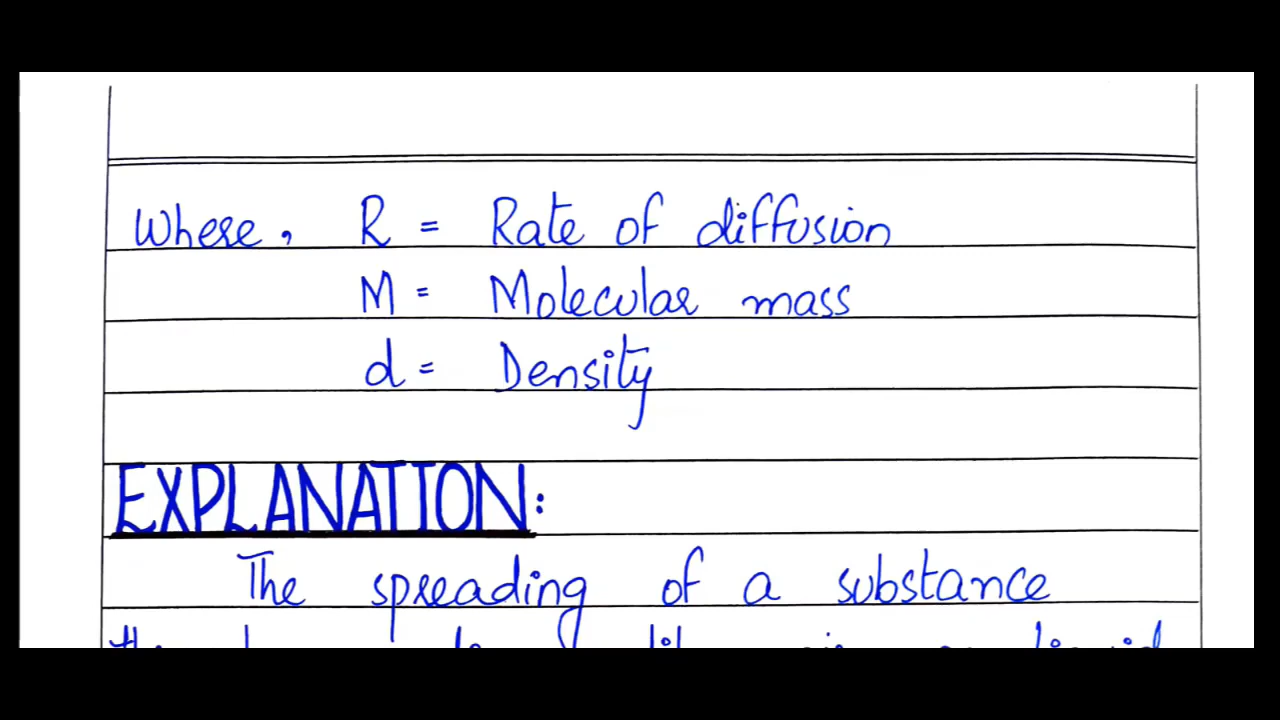 Where, R = Rate of diffusion
M = Molecular mass
d = Density
EXPLANATION:
The spreading of a substance